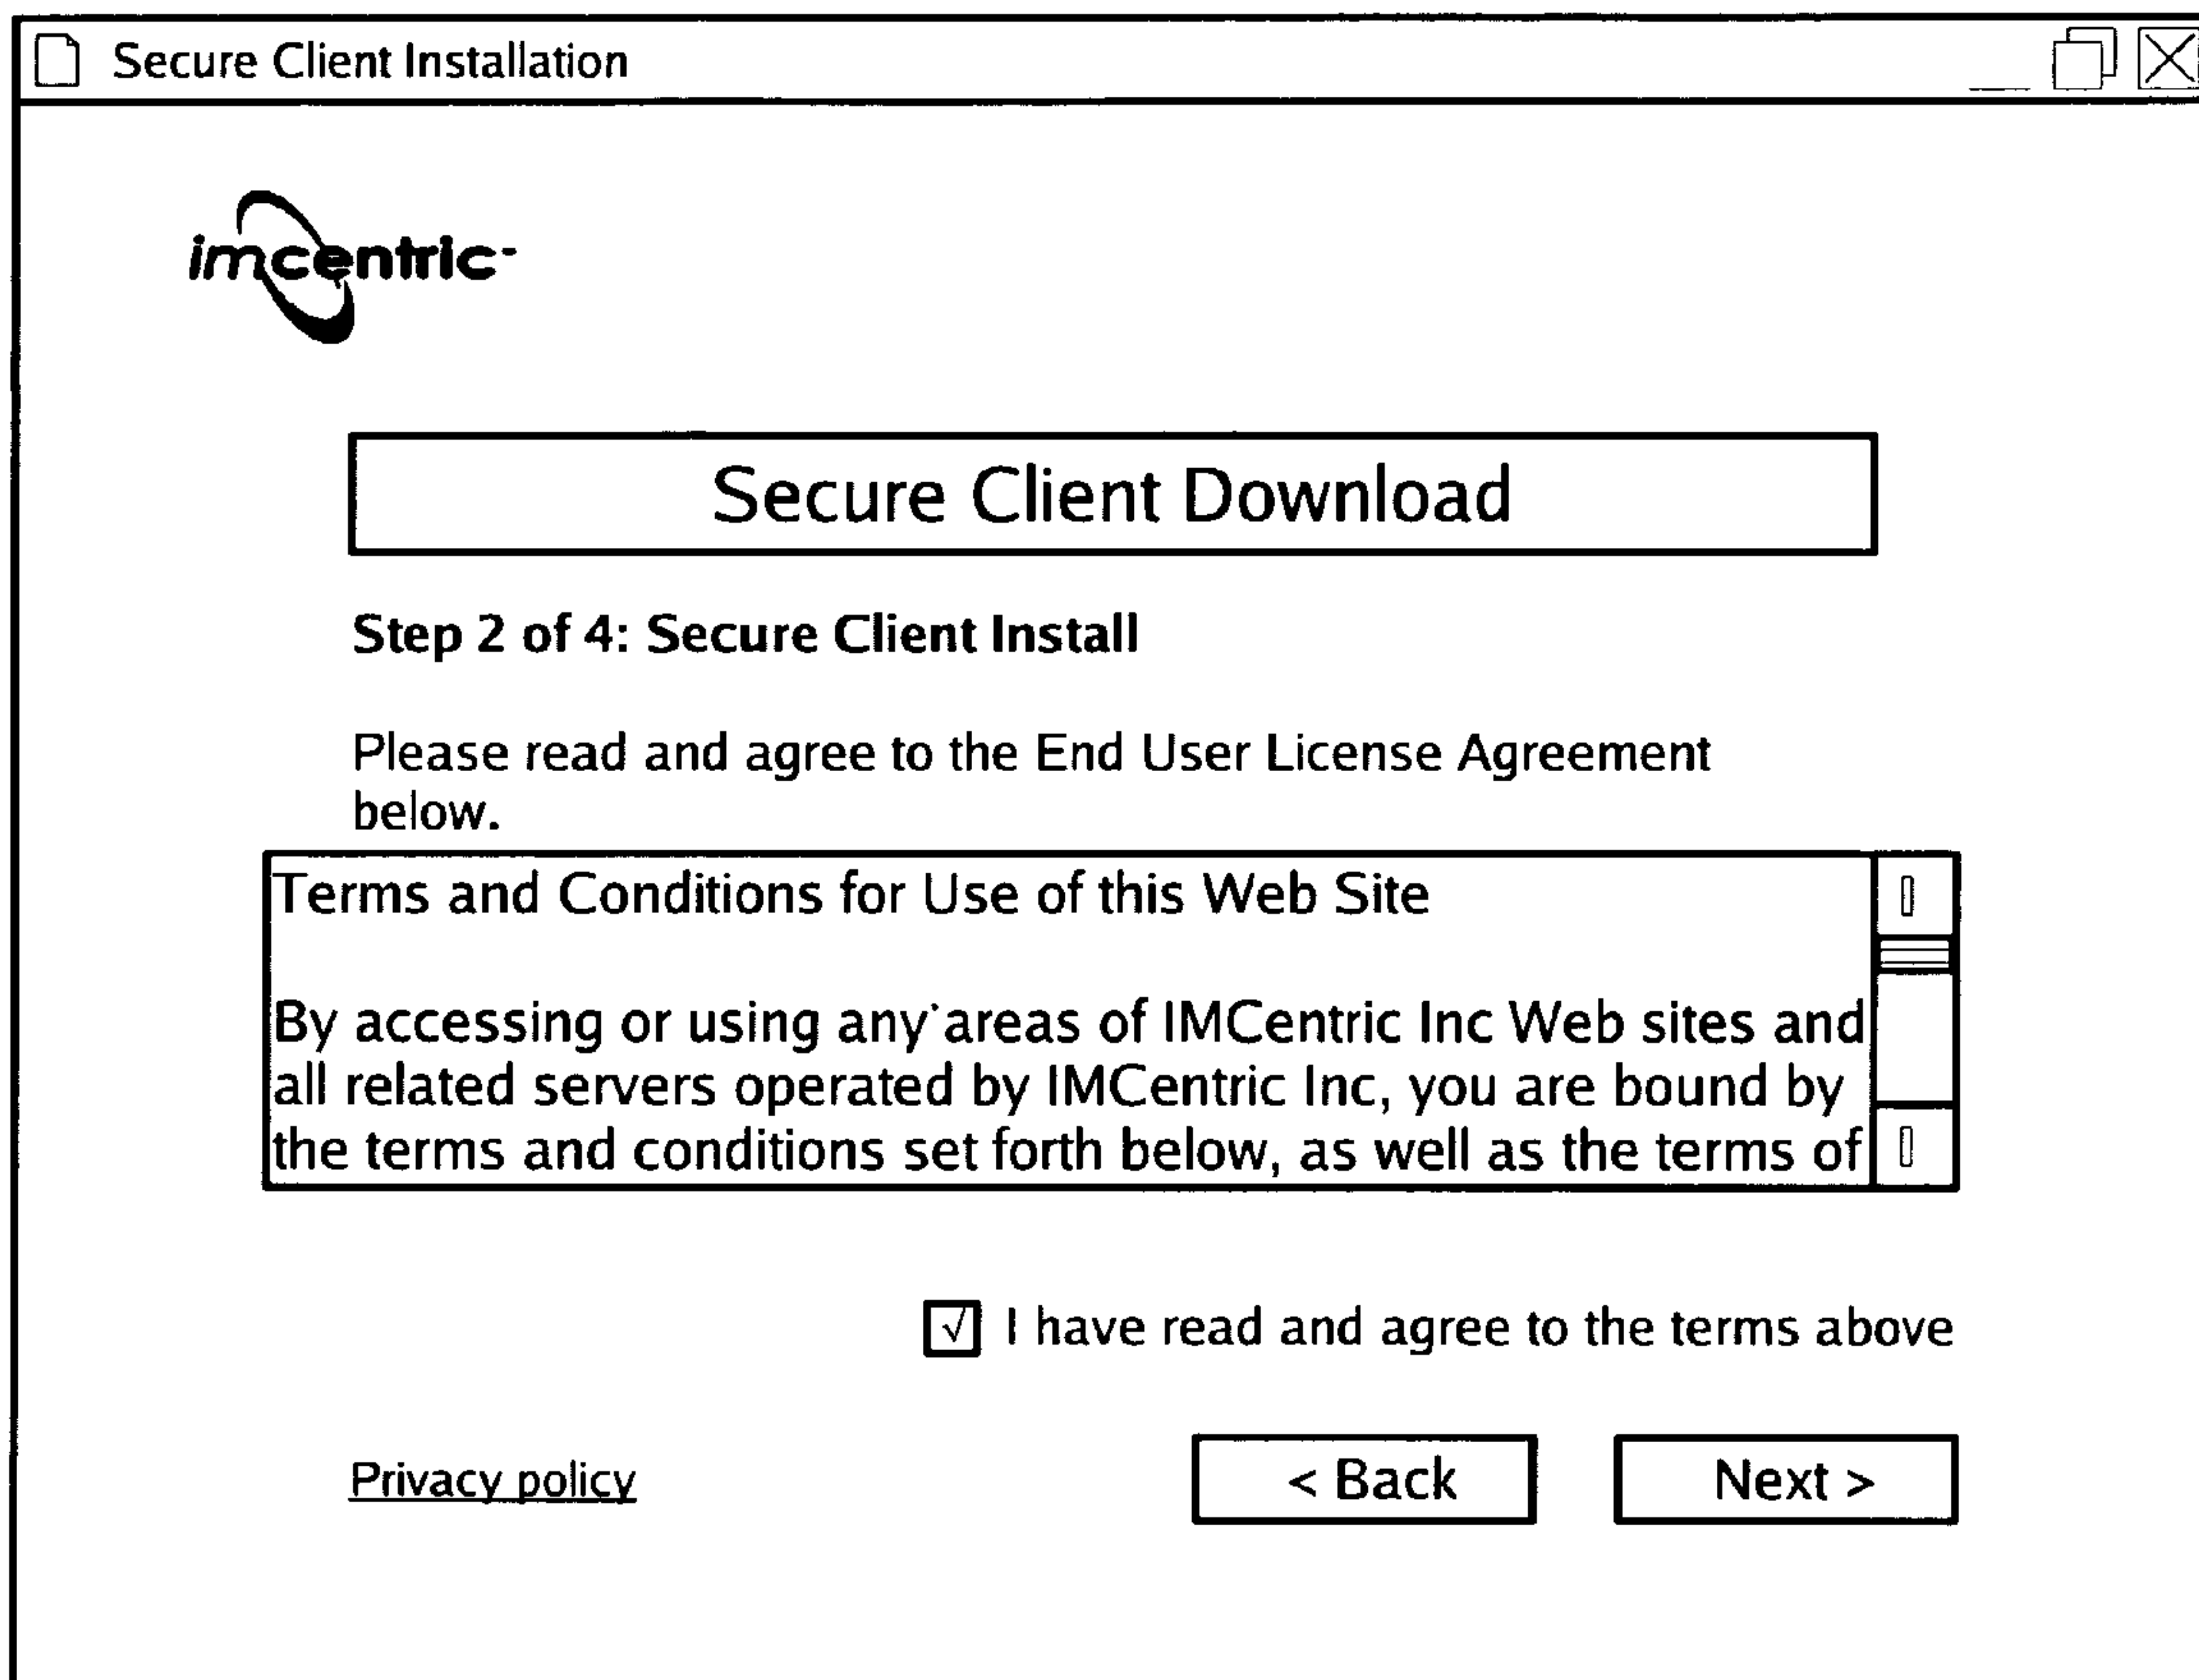 Secure Client Installation
imcentric
Secure Client Download
Step 2 of 4: Secure Client Install
Please read and agree to the End User License Agreement
below.
Terms and Conditions for Use of this Web Site
By accessing or using any areas of IMCentric Inc Web sites and
all related servers operated by IMCentric Inc, you are bound by
the terms and conditions set forth below, as well as the terms of
√ I have read and agree to the terms above
Privacy policy
< Back
Next >